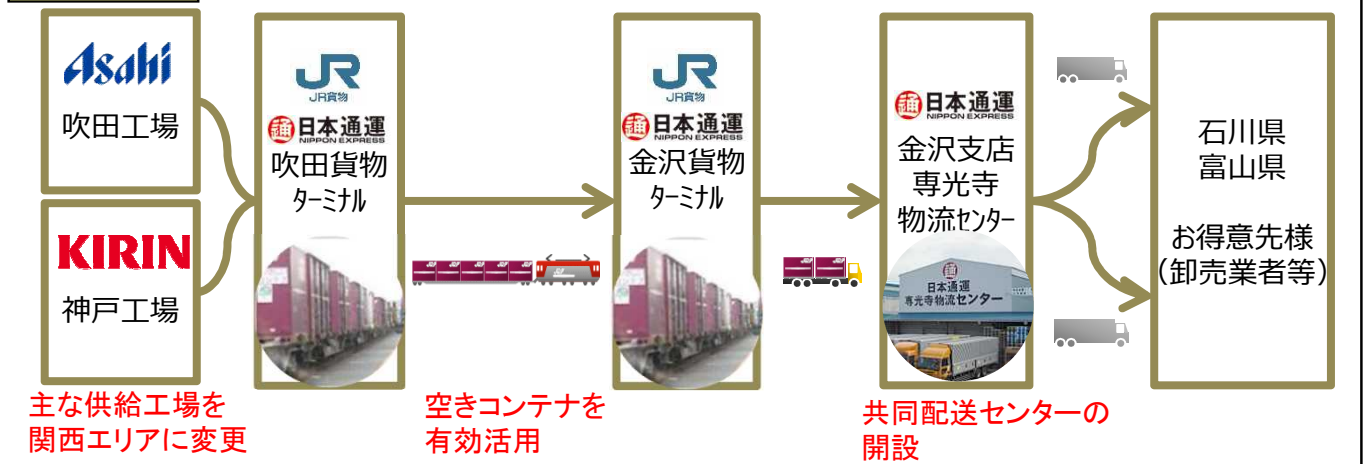 Asahi
吹田工場
KIRIN
神戸工場
主な供給工場を
関西エリアに変更
JR
JR貨物
通 日本通運
NIPPON EXPRESS
吹田貨物
ターミナル
空きコンテナを
有効活用
JR
JR貨物
通 日本通運
NIPPON EXPRESS
金沢貨物
ターミナル
通 日本通運
NIPPON EXPRESS
金沢支店
専光寺
物流センター
通
日本通運
専光寺物流センター
共同配送センターの
開設
石川県
富山県
お得意先様
（卸売業者等）